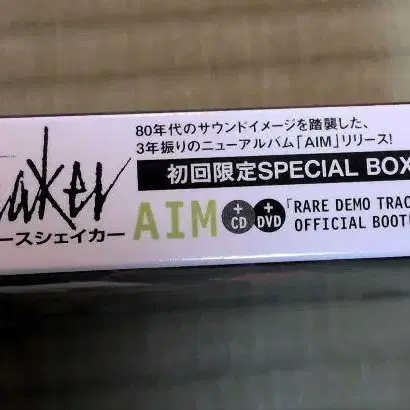 80年代のサウンドイメージを踏襲した、
3年振りのニューアルバム「AIM」リリース!
aker
初回限定SPECIAL BOX
ースシェイカー
AIM +CD +DVD 「RARE DEMO TRAC
OFFICIAL BOOT